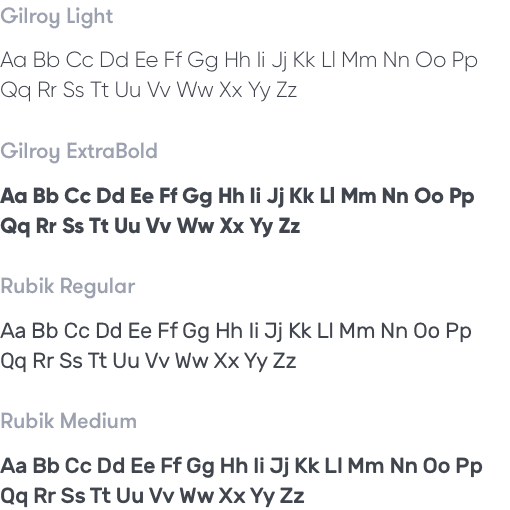 Gilroy Light
Aa Bb Cc Dd Ee Ff Gg Hh Ii Jj Kk Ll Mm Nn Oo Pp
Qq Rr Ss Tt Uu Vv Ww Xx Yy Zz
Gilroy ExtraBold
Aa Bb Cc Dd Ee Ff Gg Hh Ii Jj Kk Ll Mm Nn Oo Pp
Qq Rr Ss Tt Uu Vv Ww Xx Yy Zz
Rubik Regular
Aa Bb Cc Dd Ee Ff Gg Hh Ii Jj Kk Ll Mm Nn Oo Pp
Qq Rr Ss Tt Uu Vv Ww Xx Yy Zz
Rubik Medium
Aa Bb Cc Dd Ee Ff Gg Hh Ii Jj Kk Ll Mm Nn Oo Pp
Qq Rr Ss Tt Uu Vv Ww Xx Yy Zz